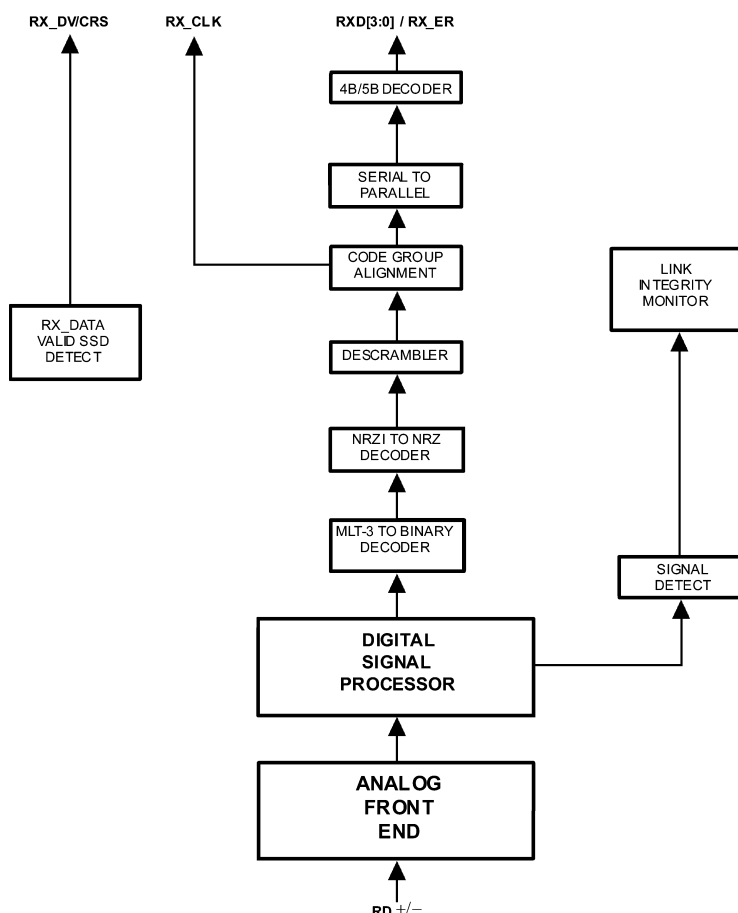 RX_DV/CRS
RX_CLK
RXD[3:0] / RX_ER
4B/5B DECODER
SERIAL TO
PARALLEL
CODE GROUP
ALIGNMENT
LINK
INTEGRITY
MONITOR
RX_DATA
VALID SSD
DETECT
DESCRAMBLER
NRZI TO NRZ
DECODER
MLT-3 TO BINARY
DECODER
SIGNAL
DETECT
DIGITAL
SIGNAL
PROCESSOR
ANALOG
FRONT
END
RD +/−